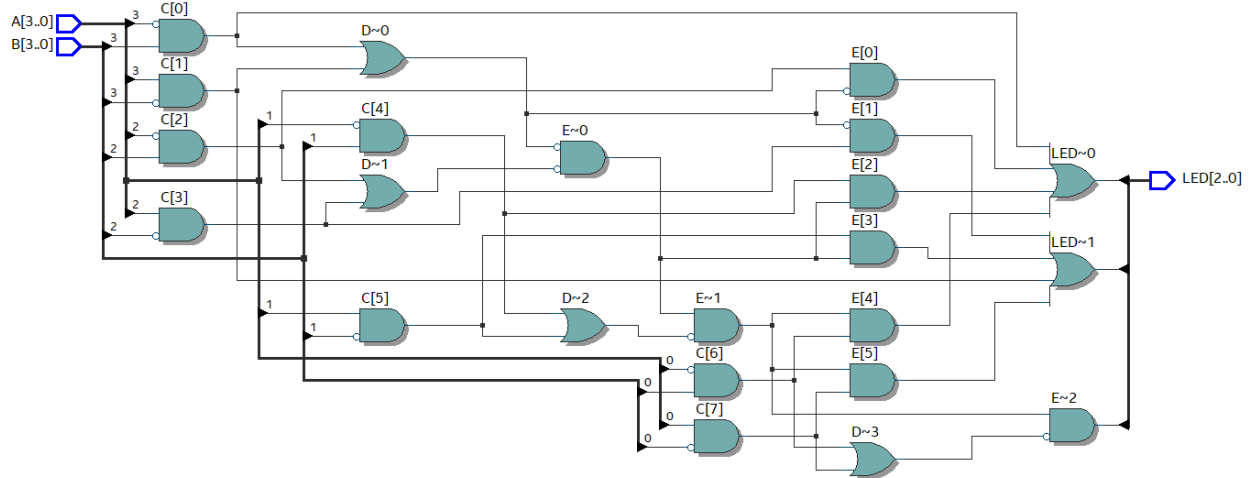 A[3..0]
B[3..0]
3
C[0]
3
3
C[1]
3
2
C[2]
2
2
C[3]
2
D~0
1
C[4]
1
D~1
E~0
E[0]
E[1]
E[2]
E[3]
LED~0
LED~1
LED[2..0]
1
C[5]
1
D~2
E~1
E[4]
0
C[6]
0
E[5]
0
C[7]
0
D~3
E~2